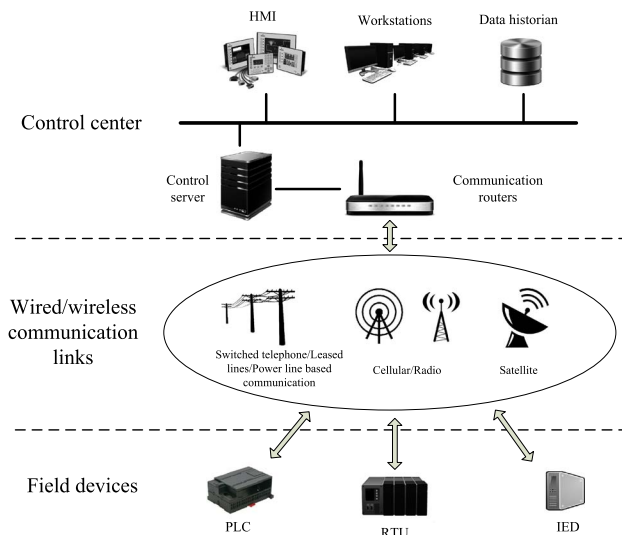 HMI
Workstations
Data historian
Control center
Control
server
Communication
routers
Wired/wireless
communication
links
Switched telephone/Leased
lines/Power line based
communication
Cellular/Radio
Satellite
Field devices
PLC
RTU
IED